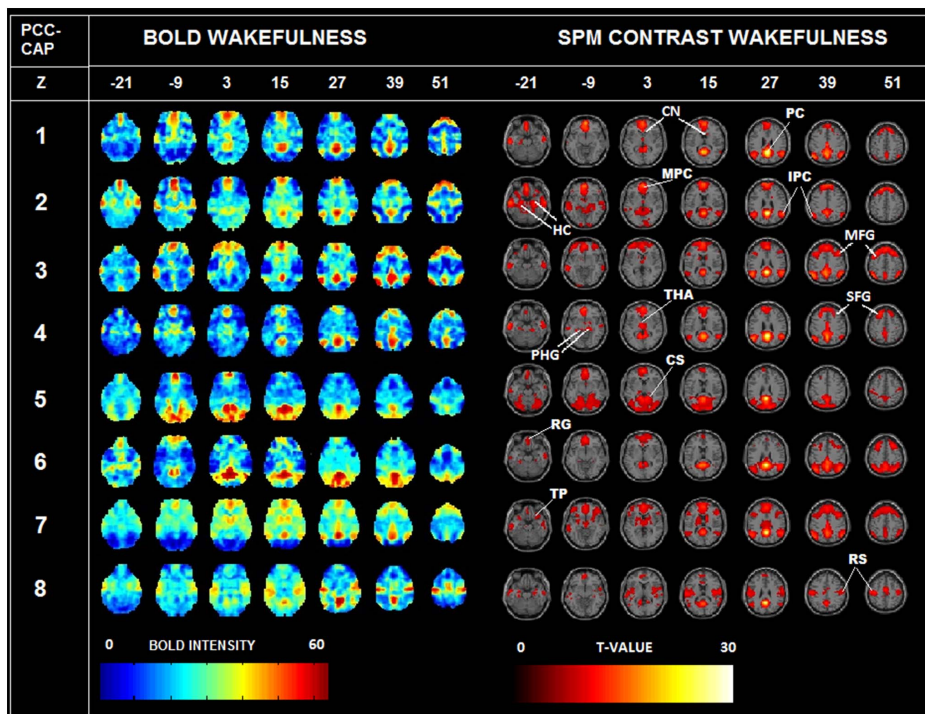 PCC-
CAP
BOLD WAKEFULNESS
SPM CONTRAST WAKEFULNESS
Z
-21 -9 3 15 27 39 51
-21 -9 3 15 27 39 51
1
CN
PC
2
MPC
IPC
HC
3
MFG
4
THA
SFG
PHG
5
CS
6
RG
7
TP
8
RS
0 BOLD INTENSITY 60
0 T-VALUE 30